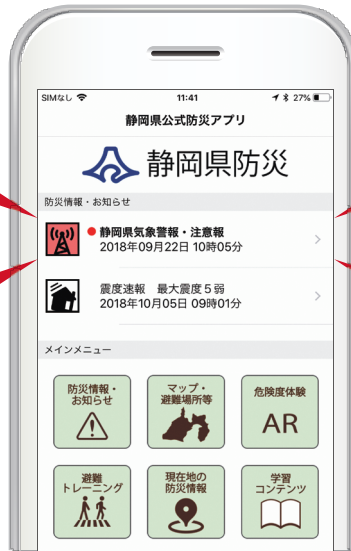 SIMなし 11:41 27%
静岡県公式防災アプリ
静岡県防災
防災情報・お知らせ
静岡県気象警報・注意報
2018年09月22日 10時05分
震度速報 最大震度5弱
2018年10月05日 09時01分
メインメニュー
防災情報・
お知らせ
マップ・
避難場所等
危険度体験
AR
避難
トレーニング
現在地の
防災情報
学習
コンテンツ